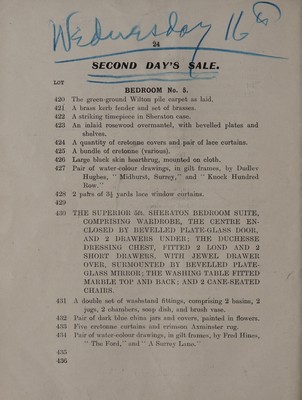 Wednesday 16th
24
SECOND DAY'S SALE.
LOT
BEDROOM No. 5.
420 The green-ground Wilton pile carpet as laid.
421 A brass kerb fender and set of brasses.
422 A striking timepiece in Sheraton case.
423 An inlaid rosewood overmantel, with bevelled plates and
shelves.
424 A quantity of cretonne covers and pair of lace curtains.
425 A bundle of cretonne (various).
426 Large black skin hearthrug, mounted on cloth.
427 Pair of water-colour drawings, in gilt frames, by Dudley
Hughes, "Midhurst, Surrey," and "Knock Hundred
Row."
428 2 pairs of 3½ yards lace window curtains.
429
430 THE SUPERIOR 5ft. SHERATON BEDROOM SUITE,
COMPRISING WARDROBE, THE CENTRE EN-
CLOSED BY BEVELLED PLATE-GLASS DOOR,
AND 2 DRAWERS UNDER; THE DUCHESSE
DRESSING CHEST, FITTED 2 LONG AND 2
SHORT DRAWERS, WITH JEWEL DRAWER
OVER, SURMOUNTED BY BEVELLED PLATE-
GLASS MIRROR; THE WASHING TABLE FITTED
MARBLE TOP AND BACK; AND 2 CANE-SEATED
CHAIRS.
431 A double set of washstand fittings, comprising 2 basins, 2
jugs, 2 chambers, soap dish, and brush vase.
432 Pair of dark blue china jars and covers, painted in flowers.
433 Five cretonne curtains and crimson Axminster rug.
434 Pair of water-colour drawings, in gilt-frames, by Fred Hines,
"The Ford," and "A Surrey Lane."
435
436